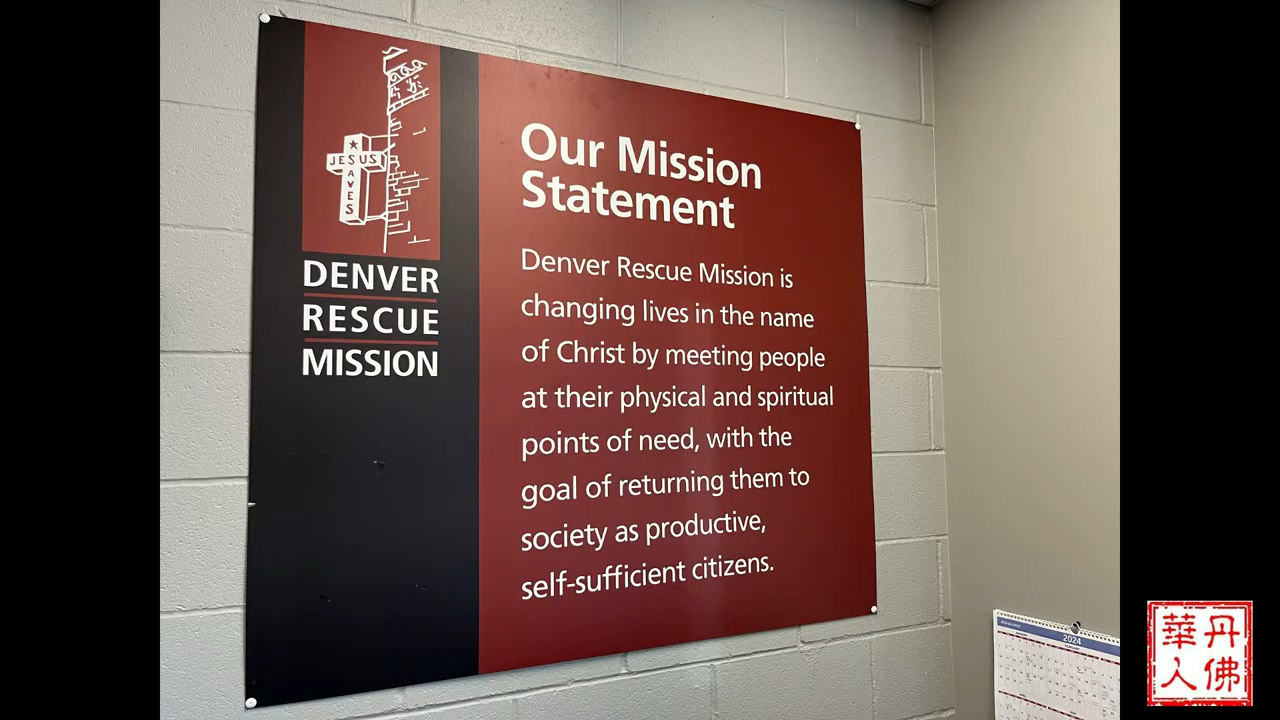 JESUS
SAVES
DENVER
RESCUE
MISSION
Our Mission
Statement
Denver Rescue Mission is
changing lives in the name
of Christ by meeting people
at their physical and spiritual
points of need, with the
goal of returning them to
society as productive,
self-sufficient citizens.
2024
丹佛
華人